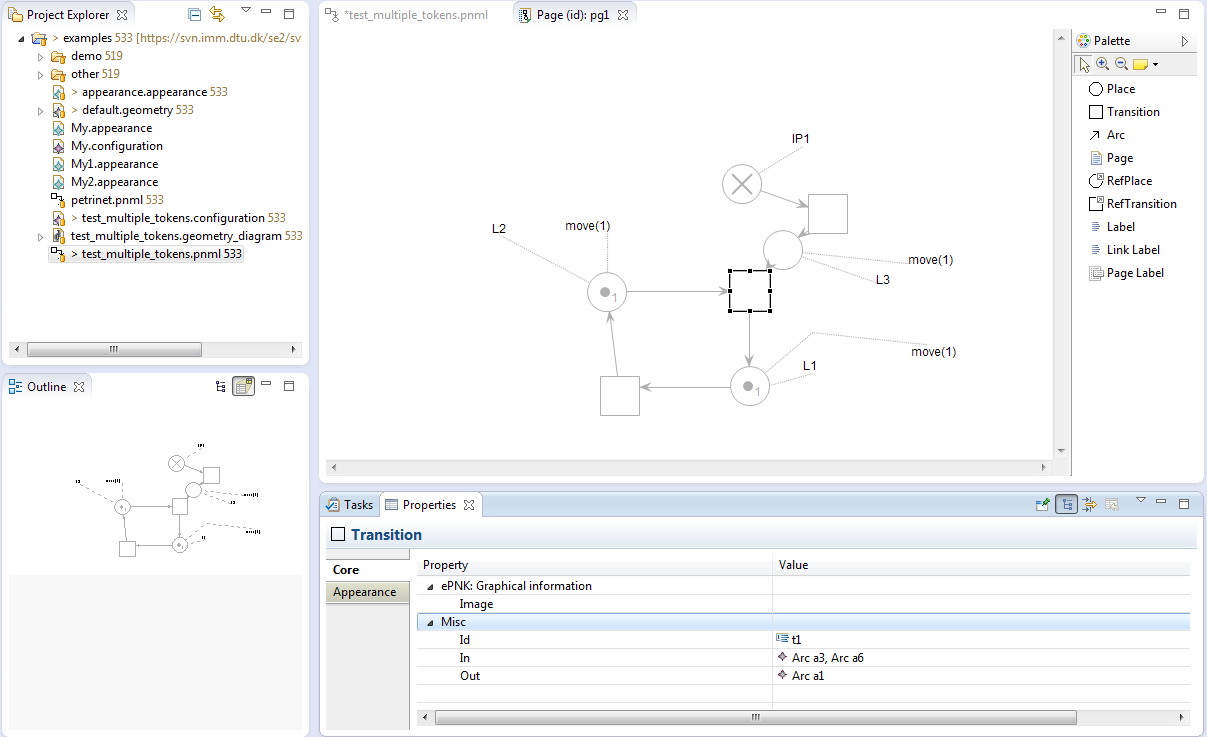 Project Explorer
> examples 533 [https://svn.imm.dtu.dk/se2/sv
demo 519
other 519
> appearance.appearance 533
> default.geometry 533
My.appearance
My.configuration
My1.appearance
My2.appearance
petrinet.pnml 533
> test_multiple_tokens.configuration 533
test_multiple_tokens.geometry_diagram 533
> test_multiple_tokens.pnml 533
Outline
*test_multiple_tokens.pnml
Page (id): pg1
IP1
L2
move(1)
move(1)
L3
1
move(1)
L1
1
Palette
Place
Transition
Arc
Page
RefPlace
RefTransition
Label
Link Label
Page Label
Tasks
Properties
Transition
Core
Appearance
Property Value
ePNK: Graphical information
Image
Misc
Id t1
In Arc a3, Arc a6
Out Arc a1